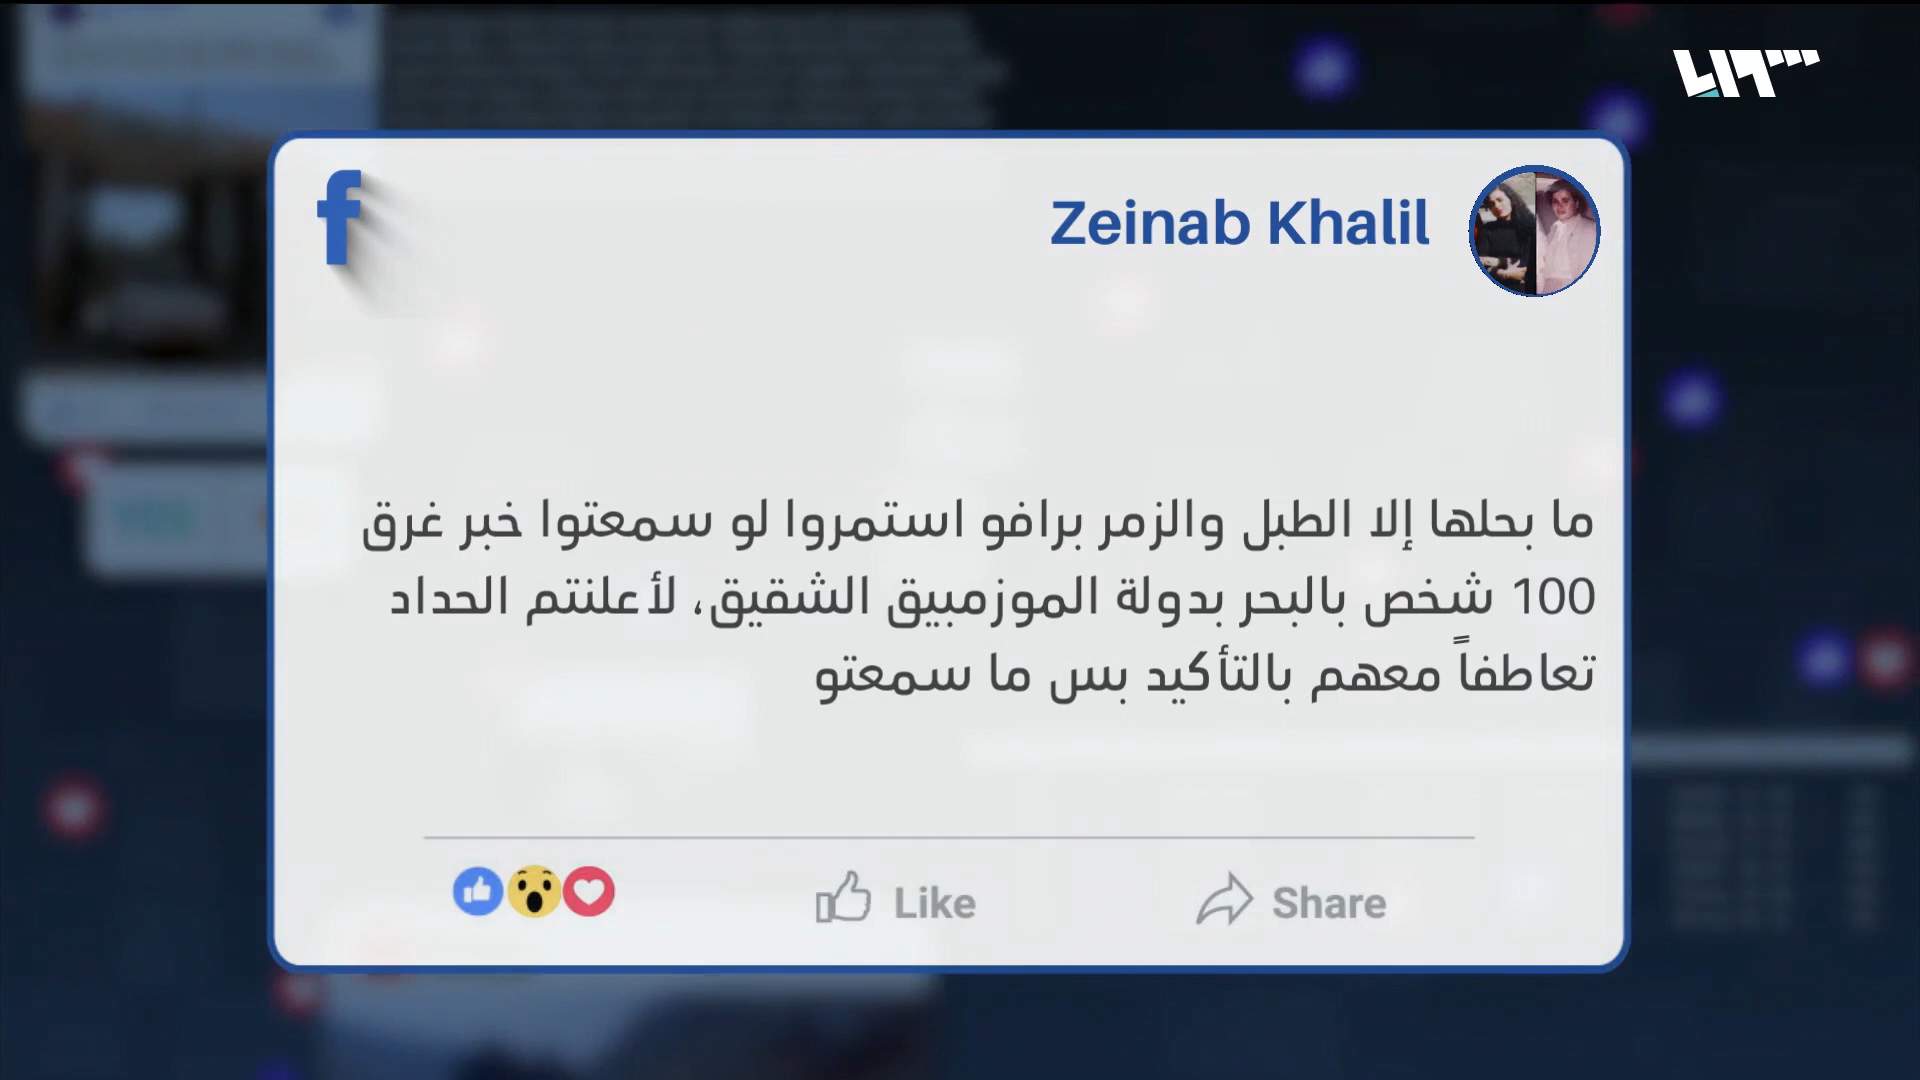 Zeinab Khalil
ما بحلها إلا الطبل والزمر برافو استمروا لو سمعتوا خبر غرق
100 شخص بالبحر بدولة الموزمبيق الشقيق، لأعلنتم الحداد
تعاطفاً معهم بالتأكيد بس ما سمعتو
Like
Share